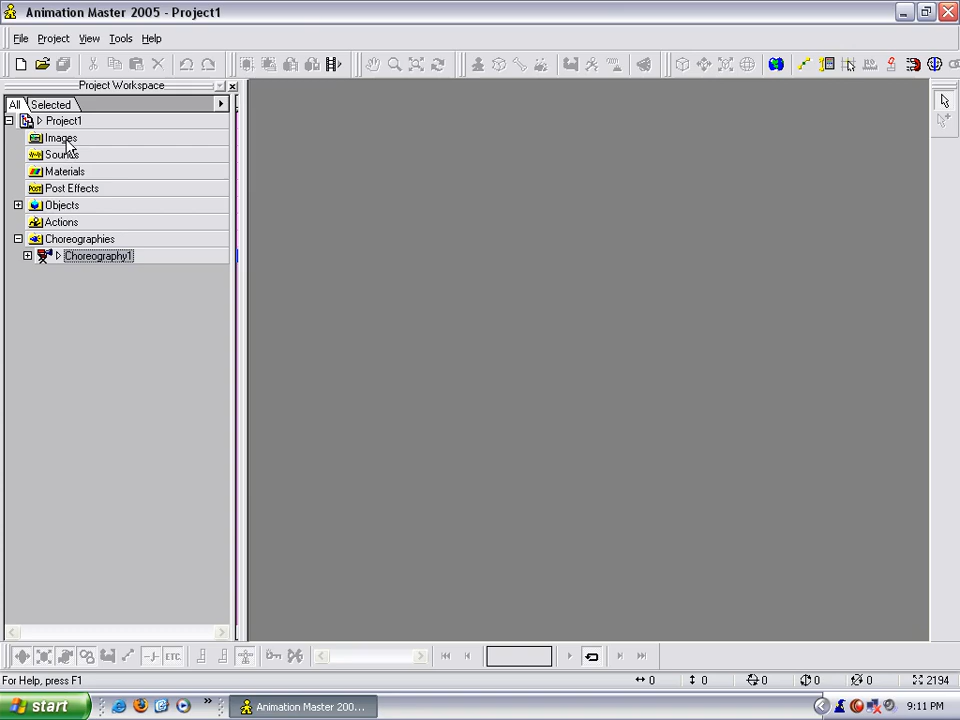 Animation Master 2005 - Project1
File Project View Tools Help
Project Workspace
All Selected
Project1
Images
Sounds
Materials
Post Effects
POST
Objects
Actions
Choreographies
Choreography1
ETC.
For Help, press F1
0 0 0 0 0 2194
start
Animation Master 200...
9:11 PM